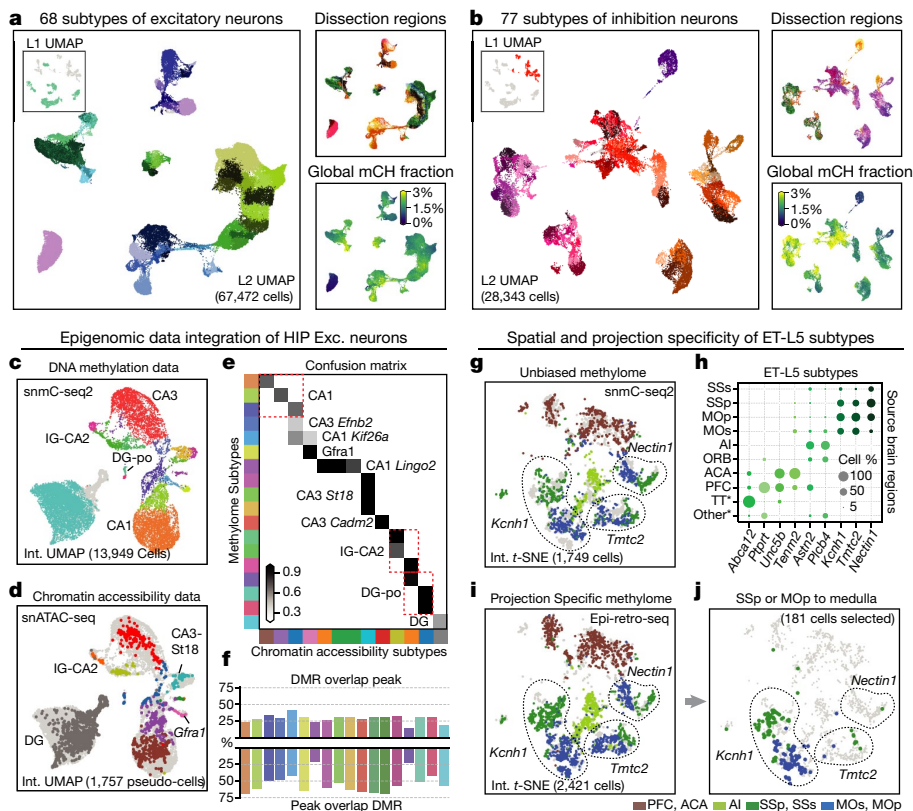 a 68 subtypes of excitatory neurons
L1 UMAP
L2 UMAP
(67,472 cells)
Dissection regions
Global mCH fraction
3%
1.5%
0%
b 77 subtypes of inhibition neurons
L1 UMAP
L2 UMAP
(28,343 cells)
Dissection regions
Global mCH fraction
3%
1.5%
0%
Epigenomic data integration of HIP Exc. neurons
c DNA methylation data
snmC-seq2
CA3
IG-CA2
DG-po
CA1
Int. UMAP (13,949 Cells)
d Chromatin accessibility data
snATAC-seq
CA3-
St18
IG-CA2
DG
Gfra1
Int. UMAP (1,757 pseudo-cells)
e Confusion matrix
Methylome Subtypes
CA1
CA3 Efnb2
CA1 Kif26a
Gfra1
CA1 Lingo2
CA3 St18
CA3 Cadm2
IG-CA2
DG-po
DG
0.9
0.6
0.3
Chromatin accessibility subtypes
f DMR overlap peak
75
50
25
%
25
50
75
Peak overlap DMR
Spatial and projection specificity of ET-L5 subtypes
g Unbiased methylome
snmC-seq2
Nectin1
Kcnh1
Tmtc2
Int. t-SNE (1,749 cells)
h ET-L5 subtypes
SSs
SSp
MOp
MOs
AI
ORB
ACA
PFC
TT*
Other*
Source brain
regions
Cell %
100
50
5
Abca12
Ptprt
Unc5b
Tenm2
Astn2
Plcb4
Kcnh1
Tmtc2
Nectin1
i Projection Specific methylome
Epi-retro-seq
Nectin1
Kcnh1
Tmtc2
Int. t-SNE (2,421 cells)
j SSp or MOp to medulla
(181 cells selected)
Nectin1
Kcnh1
Tmtc2
PFC, ACA AI SSp, SSs MOs, MOp